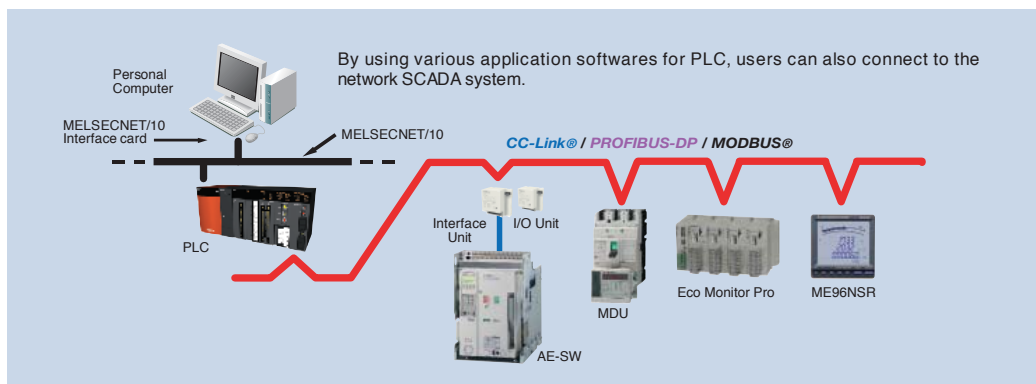 By using various application softwares for PLC, users can also connect to the
network SCADA system.
Personal
Computer
MELSECNET/10
Interface card
MELSECNET/10
CC-Link® / PROFIBUS-DP / MODBUS®
PLC
Interface
Unit
I/O Unit
AE-SW
MDU
Eco Monitor Pro
ME96NSR